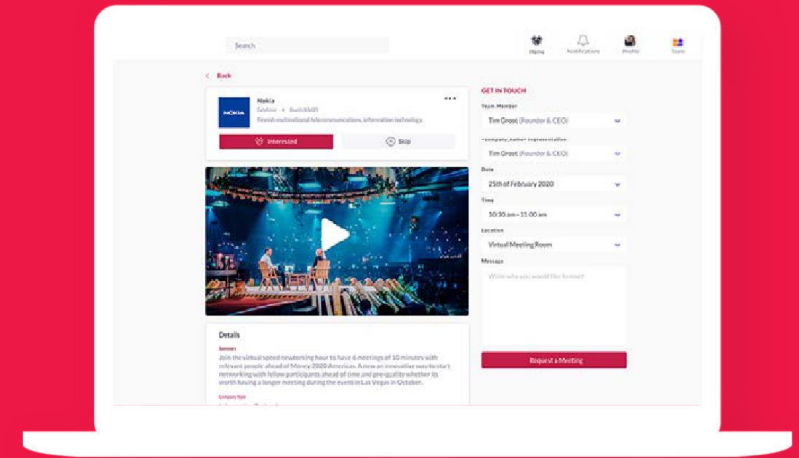 Search
Notifications
Profile
Team
Back
Nokia
NOKIA
Finnish multinational telecommunications, information technology
Interested
Skip
GET IN TOUCH
Team Member
Tim Groot (Founder & CEO)
Tim Groot (Founder & CEO)
Date
25th of February 2020
Time
10:30 am - 11:00 am
Location
Virtual Meeting Room
Message
Request a Meeting
Details
Join the virtual speed networking hour to have 6 meetings of 10 minutes with
relevant people ahead of Money 2020 Americas. A new an innovative way to start
networking with fellow participants ahead of time and pre-qualify whether its
worth having a longer meeting during the event in Las Vegas in October.